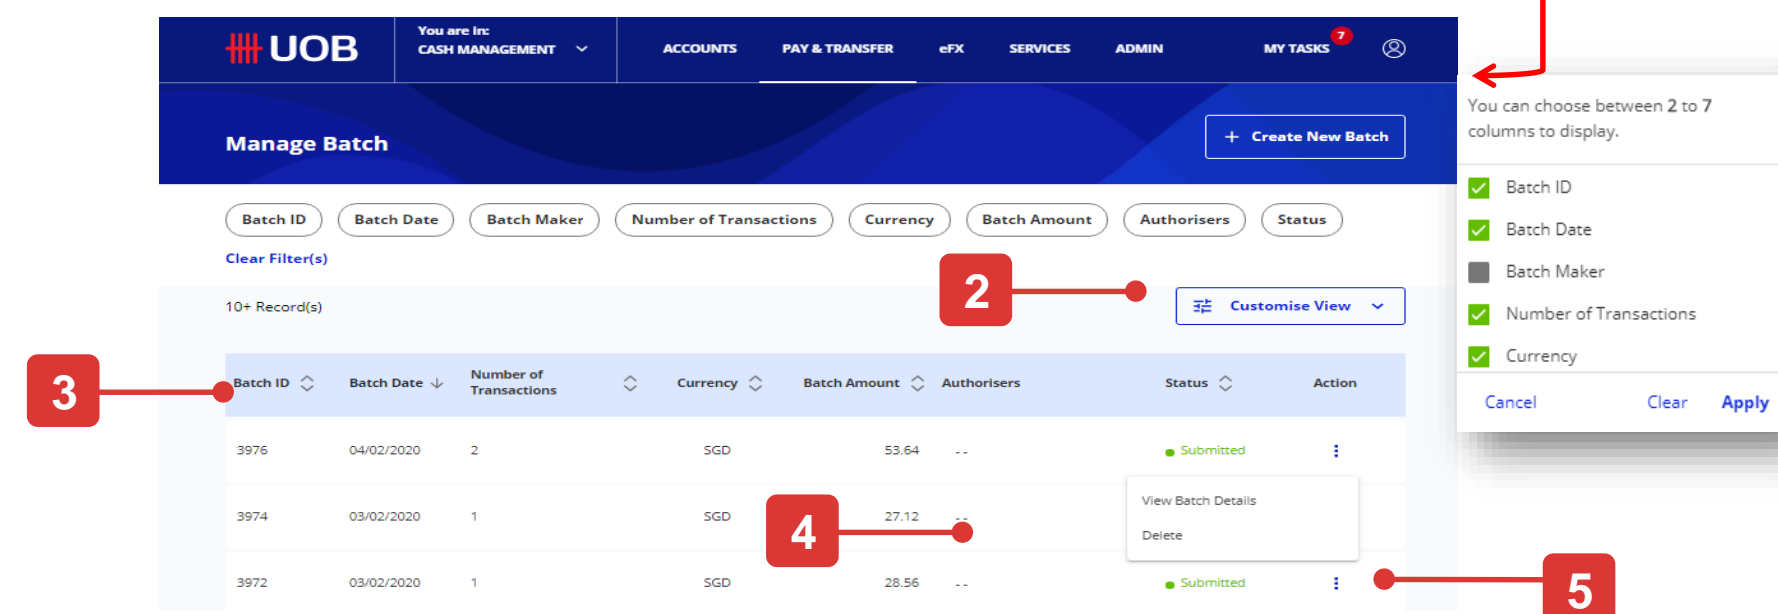 UOB
You are in:
CASH MANAGEMENT
ACCOUNTS
PAY & TRANSFER
eFX
SERVICES
ADMIN
MY TASKS
7
Manage Batch
+ Create New Batch
Batch ID
Batch Date
Batch Maker
Number of Transactions
Currency
Batch Amount
Authorisers
Status
Clear Filter(s)
10+ Record(s)
2
Customise View
3
Batch ID
Batch Date
Number of
Transactions
Currency
Batch Amount
Authorisers
Status
Action
3976 04/02/2020 2 SGD 53.64 - - Submitted
3974 03/02/2020 1 SGD 27.12 - -
4
View Batch Details
Delete
3972 03/02/2020 1 SGD 28.56 - - Submitted
5
You can choose between 2 to 7
columns to display.
Batch ID
Batch Date
Batch Maker
Number of Transactions
Currency
Cancel
Clear
Apply